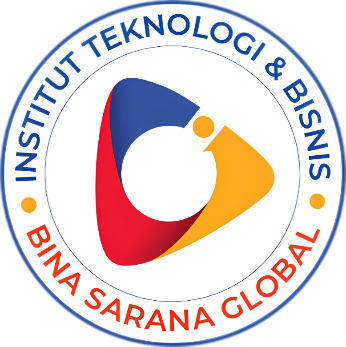 INSTITUT TEKNOLOGI & BISNIS
BINA SARANA GLOBAL